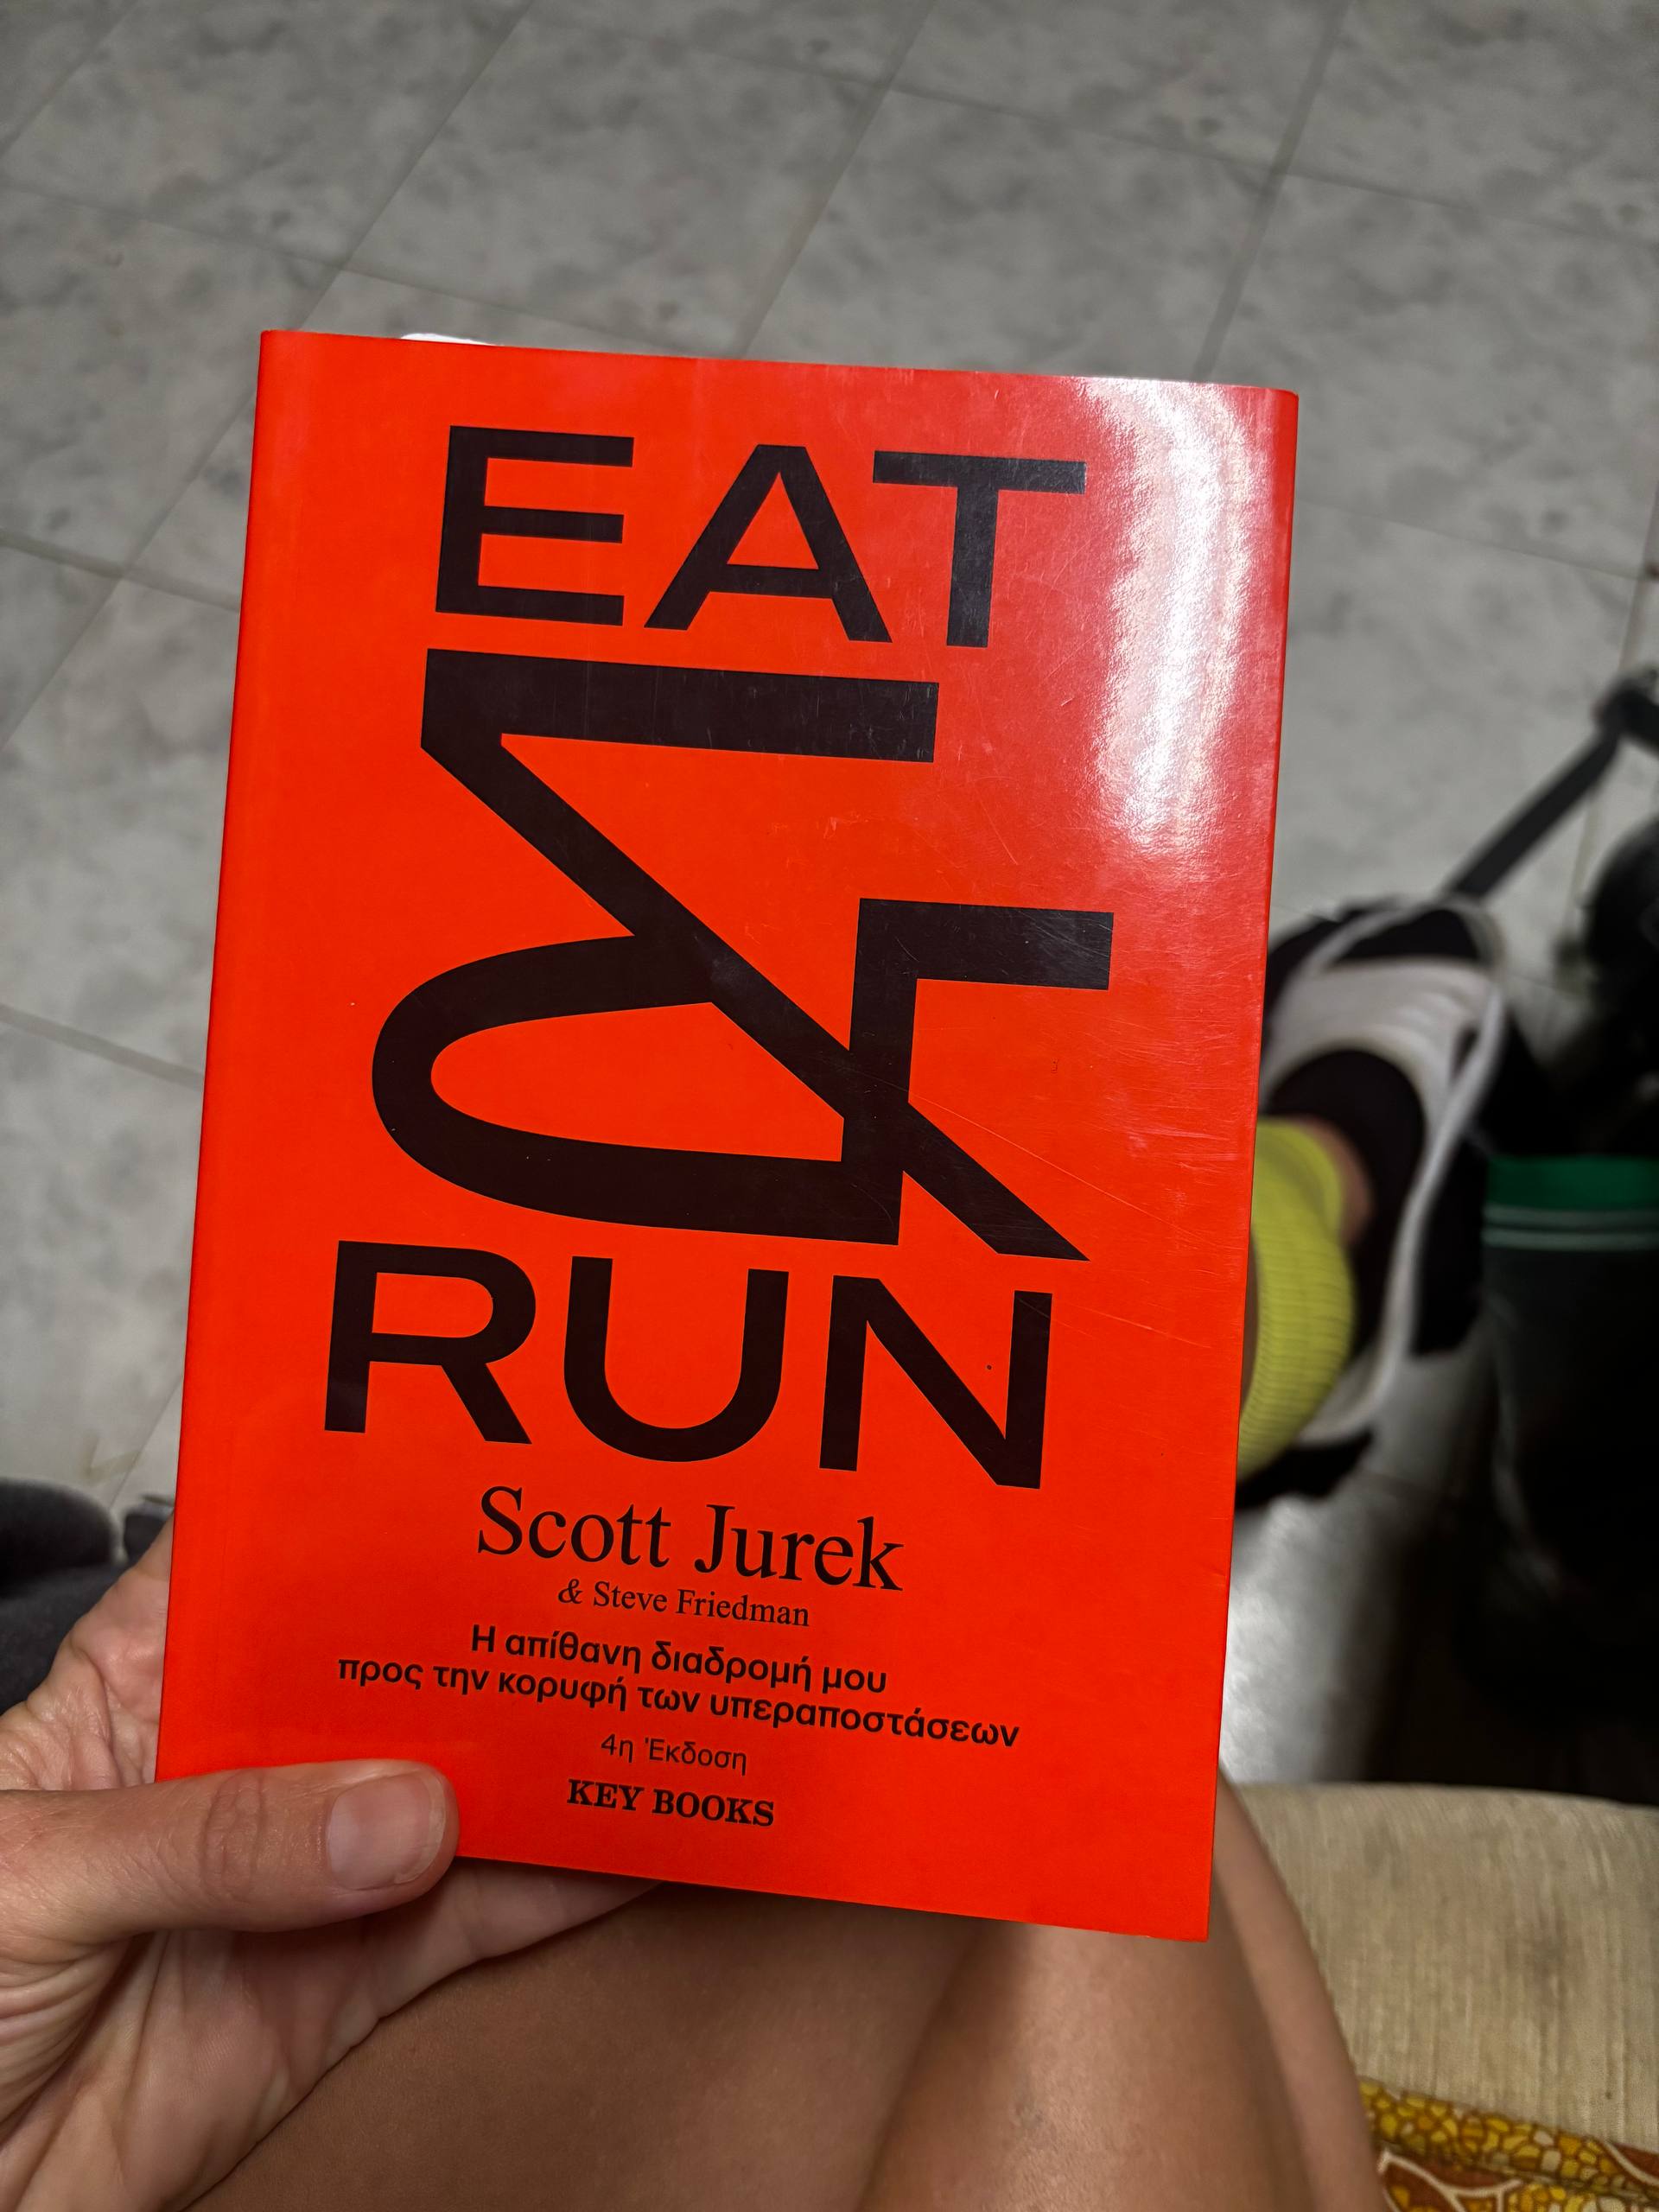 EAT
&
RUN
Scott Jurek
& Steve Friedman
Η απίθανη διαδρομή μου
προς την κορυφή των υπεραποστάσεων
4η Έκδοση
KEY BOOKS